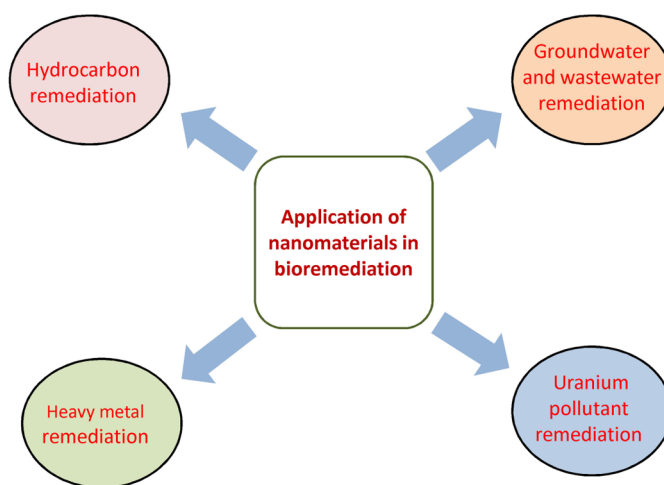 Hydrocarbon
remediation
Groundwater
and wastewater
remediation
Application of
nanomaterials in
bioremediation
Heavy metal
remediation
Uranium
pollutant
remediation